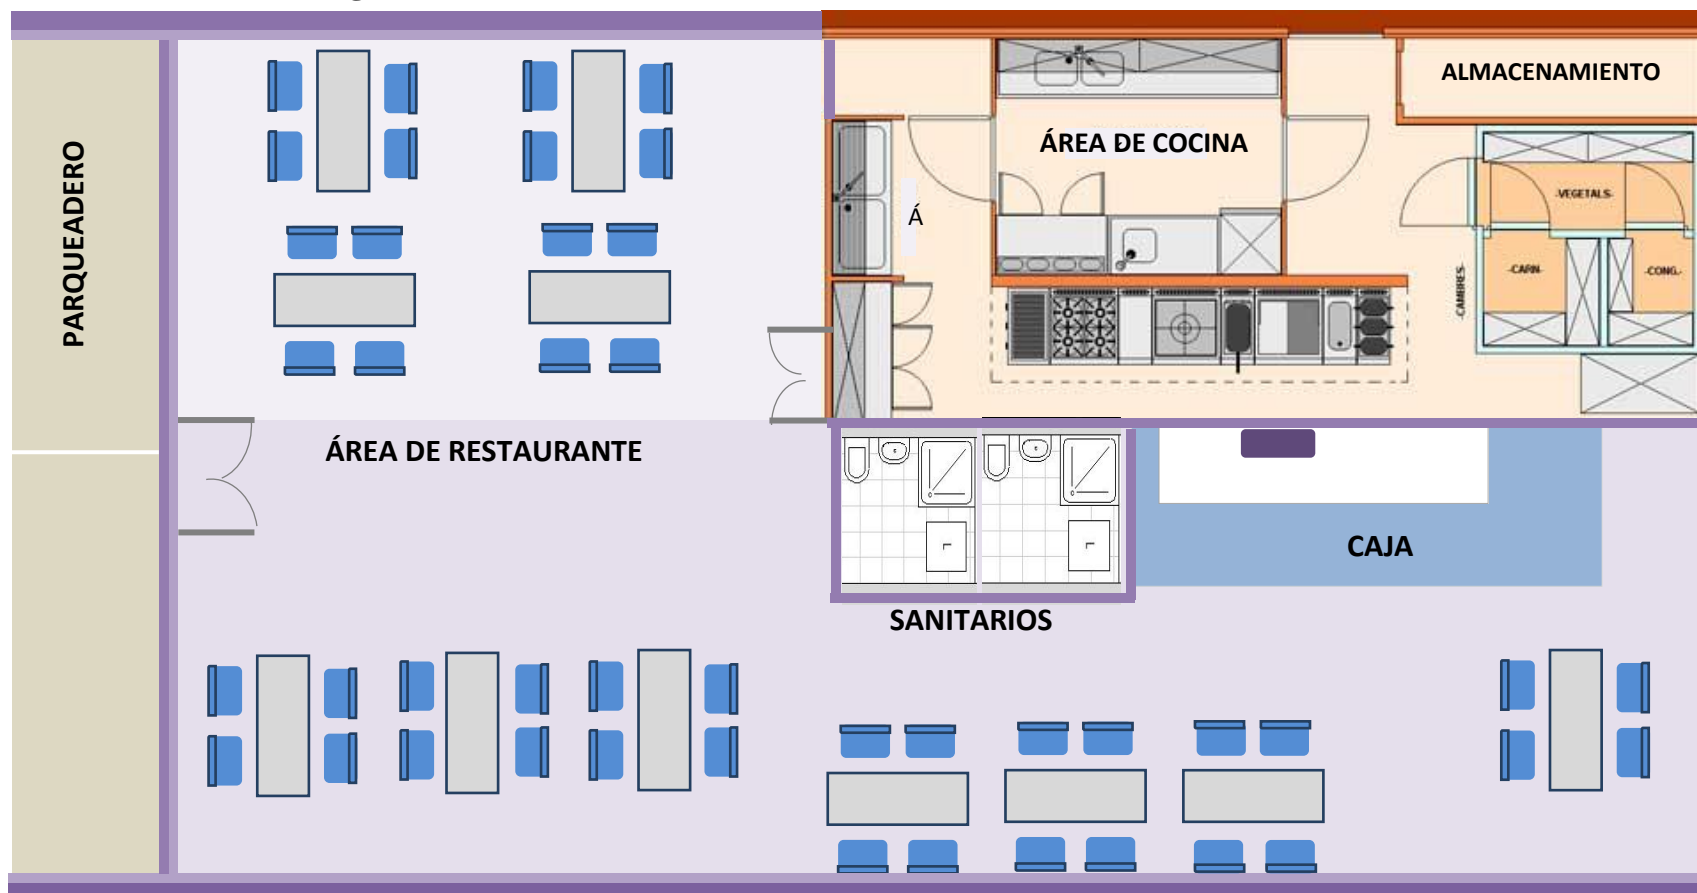 ALMACENAMIENTO
ÁREA DE COCINA
PARQUEADERO
-VEGETALS-
Á
-CARN-
-CONG.-
-CAMBRES-
ÁREA DE RESTAURANTE
CAJA
SANITARIOS